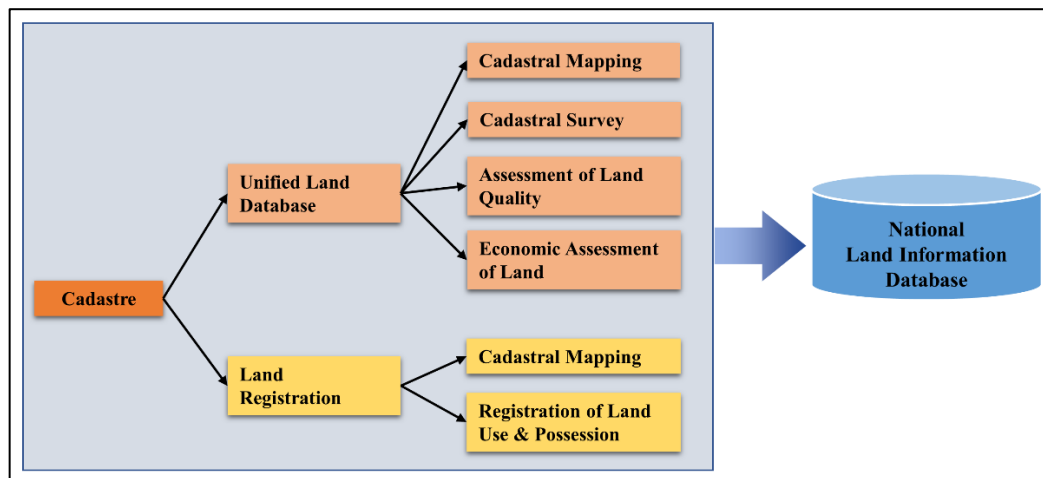 Cadastre
Unified Land
Database
Cadastral Mapping
Cadastral Survey
Assessment of Land
Quality
Economic Assessment
of Land
Land
Registration
Cadastral Mapping
Registration of Land
Use & Possession
National
Land Information
Database